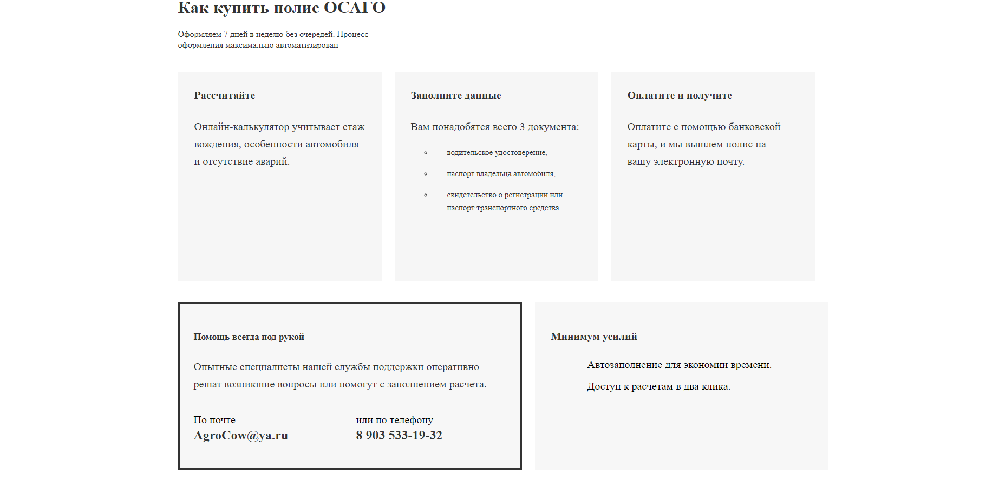 Как купить полис ОСАГО
Оформляем 7 дней в неделю без очередей. Процесс
оформления максимально автоматизирован
Рассчитайте
Онлайн-калькулятор учитывает стаж
вождения, особенности автомобиля
и отсутствие аварий.
Заполните данные
Вам понадобятся всего 3 документа:
водительское удостоверение,
паспорт владельца автомобиля,
свидетельство о регистрации или
паспорт транспортного средства.
Оплатите и получите
Оплатите с помощью банковской
карты, и мы вышлем полис на
вашу электронную почту.
Помощь всегда под рукой
Опытные специалисты нашей службы поддержки оперативно
решат возникшие вопросы или помогут с заполнением расчета.
По почте
AgroCow@ya.ru
или по телефону
8 903 533-19-32
Минимум усилий
Автозаполнение для экономии времени.
Доступ к расчетам в два клика.